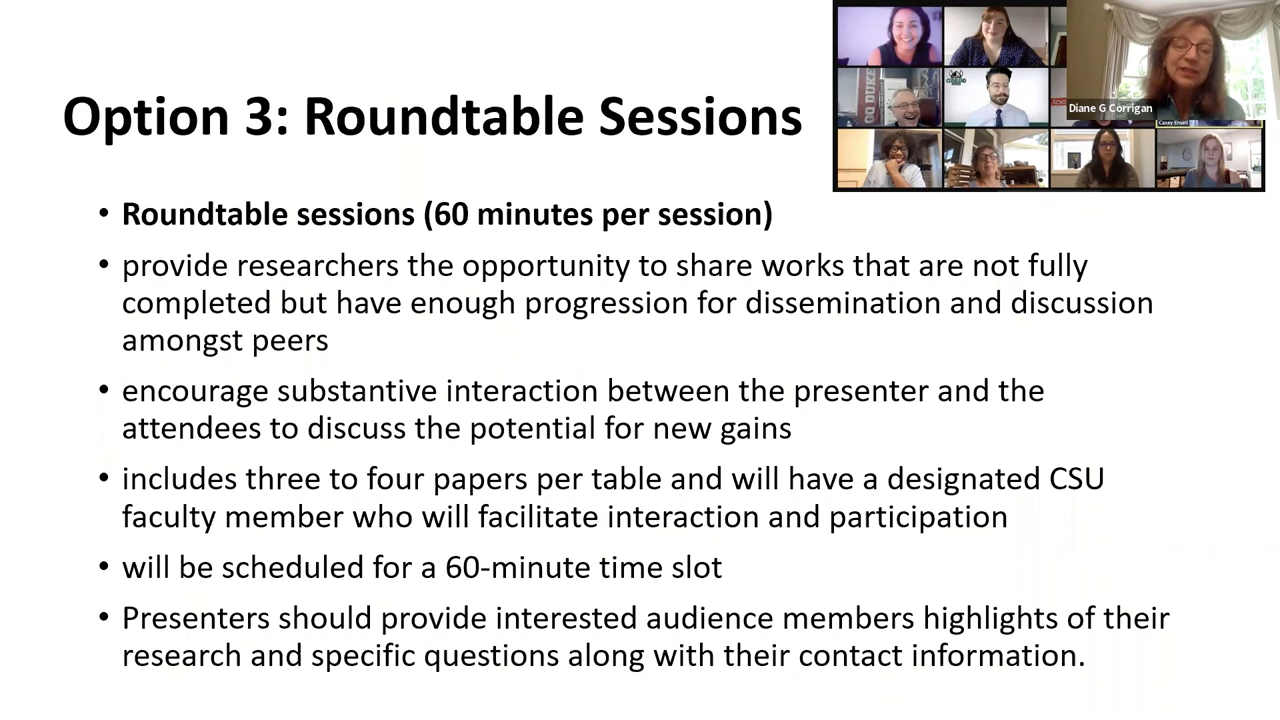 Option 3: Roundtable Sessions
GO DUKE
Diane G Corrigan
Casey Ensell
• Roundtable sessions (60 minutes per session)
• provide researchers the opportunity to share works that are not fully
completed but have enough progression for dissemination and discussion
amongst peers
• encourage substantive interaction between the presenter and the
attendees to discuss the potential for new gains
• includes three to four papers per table and will have a designated CSU
faculty member who will facilitate interaction and participation
• will be scheduled for a 60-minute time slot
• Presenters should provide interested audience members highlights of their
research and specific questions along with their contact information.